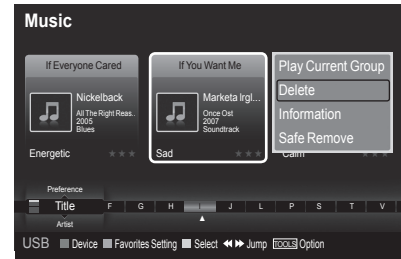 Music
If Everyone Cared
Nickelback
All The Right Reas..
2005
Blues
Energetic
If You Want Me
Marketa Irgl...
Once Ost
2007
Soundtrack
Sad
Play Current Group
Delete
Information
Safe Remove
Calm
Preference
Title F G H I J L P S T V
Artist
USB Device Favorites Setting Select Jump TOOLS Option